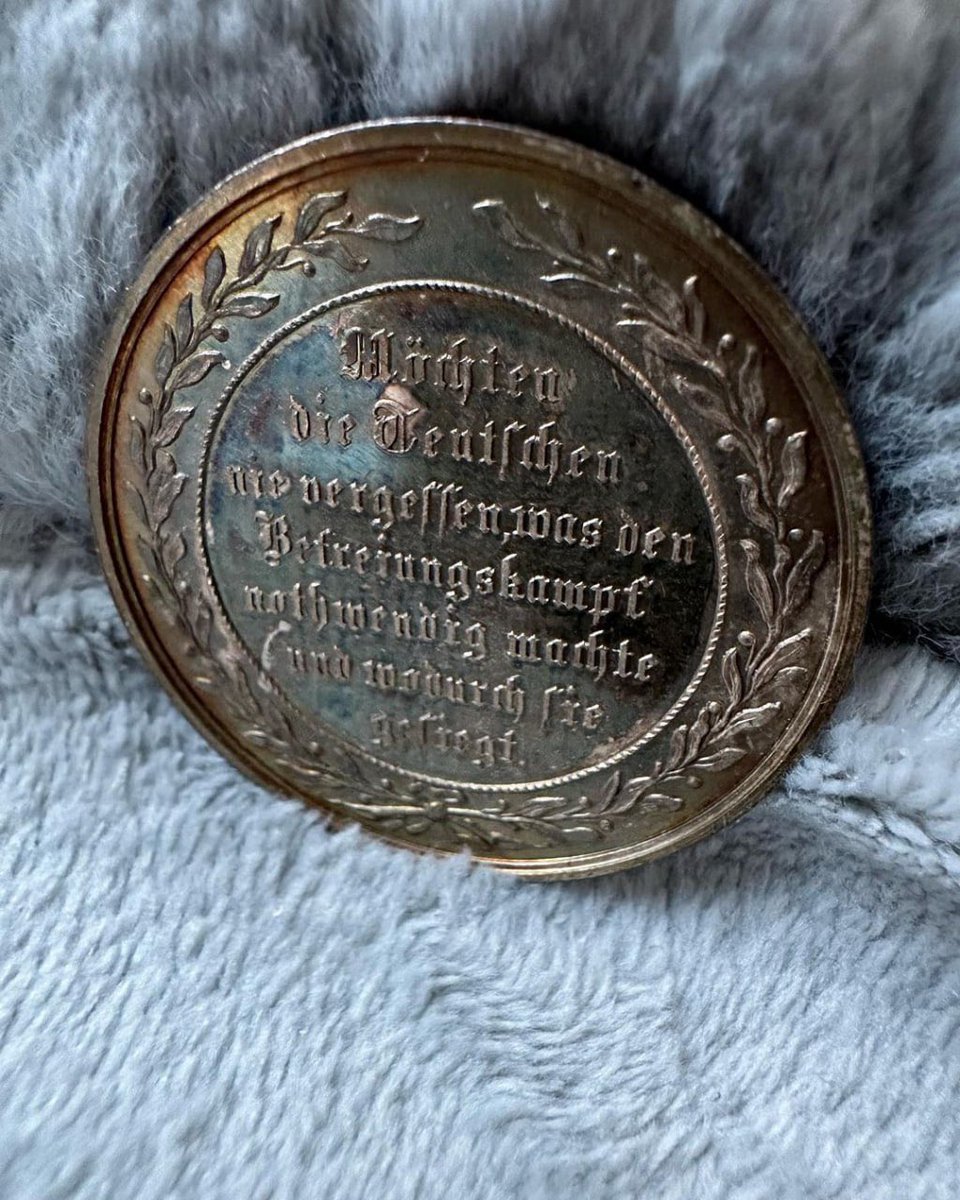 Möchten
die Teutschen
nie vergessen, was den
Befreiungskampf
nothwendig machte
und wodurch sie
gesiegt.